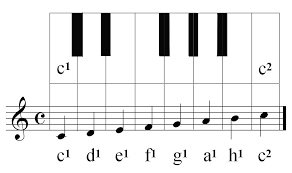 c¹ c²
c¹ d¹ e¹ f¹ g¹ a¹ h¹ c²